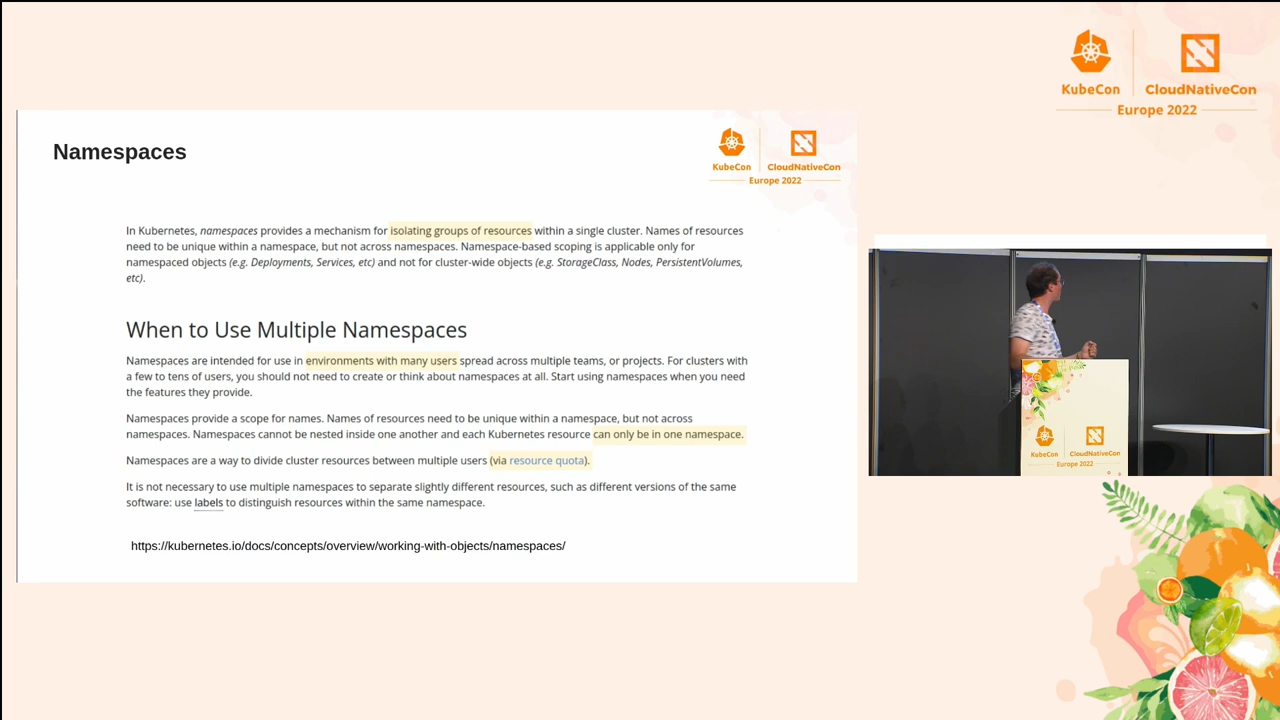 KubeCon
CloudNativeCon
Europe 2022
Namespaces
KubeCon
CloudNativeCon
Europe 2022
In Kubernetes, namespaces provides a mechanism for isolating groups of resources within a single cluster. Names of resources
need to be unique within a namespace, but not across namespaces. Namespace-based scoping is applicable only for
namespaced objects (e.g. Deployments, Services, etc) and not for cluster-wide objects (e.g. StorageClass, Nodes, PersistentVolumes,
etc).
When to Use Multiple Namespaces
Namespaces are intended for use in environments with many users spread across multiple teams, or projects. For clusters with
a few to tens of users, you should not need to create or think about namespaces at all. Start using namespaces when you need
the features they provide.
Namespaces provide a scope for names. Names of resources need to be unique within a namespace, but not across
namespaces. Namespaces cannot be nested inside one another and each Kubernetes resource can only be in one namespace.
Namespaces are a way to divide cluster resources between multiple users (via resource quota).
It is not necessary to use multiple namespaces to separate slightly different resources, such as different versions of the same
software: use labels to distinguish resources within the same namespace.
https://kubernetes.io/docs/concepts/overview/working-with-objects/namespaces/
KubeCon
CloudNativeCon
Europe 2022